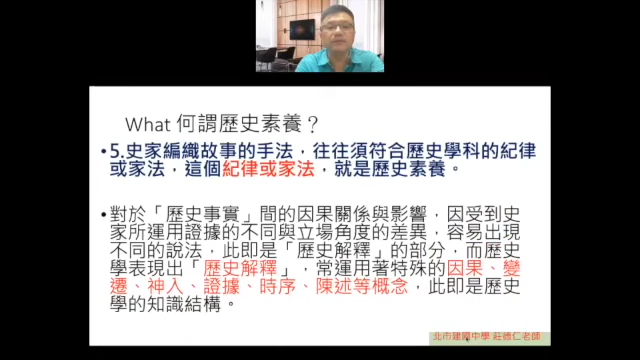 What 何謂歷史素養？
•5.史家編織故事的手法，往往須符合歷史學科的紀律
或家法，這個紀律或家法，就是歷史素養。
•對於「歷史事實」間的因果關係與影響，因受到史
家所運用證據的不同與立場角度的差異，容易出現
不同的說法，此即是「歷史解釋」的部分，而歷史
學表現出「歷史解釋」，常運用著特殊的因果、變
遷、神入、證據、時序、陳述等概念，此即是歷史
學的知識結構。
北市建國中學 莊德仁老師